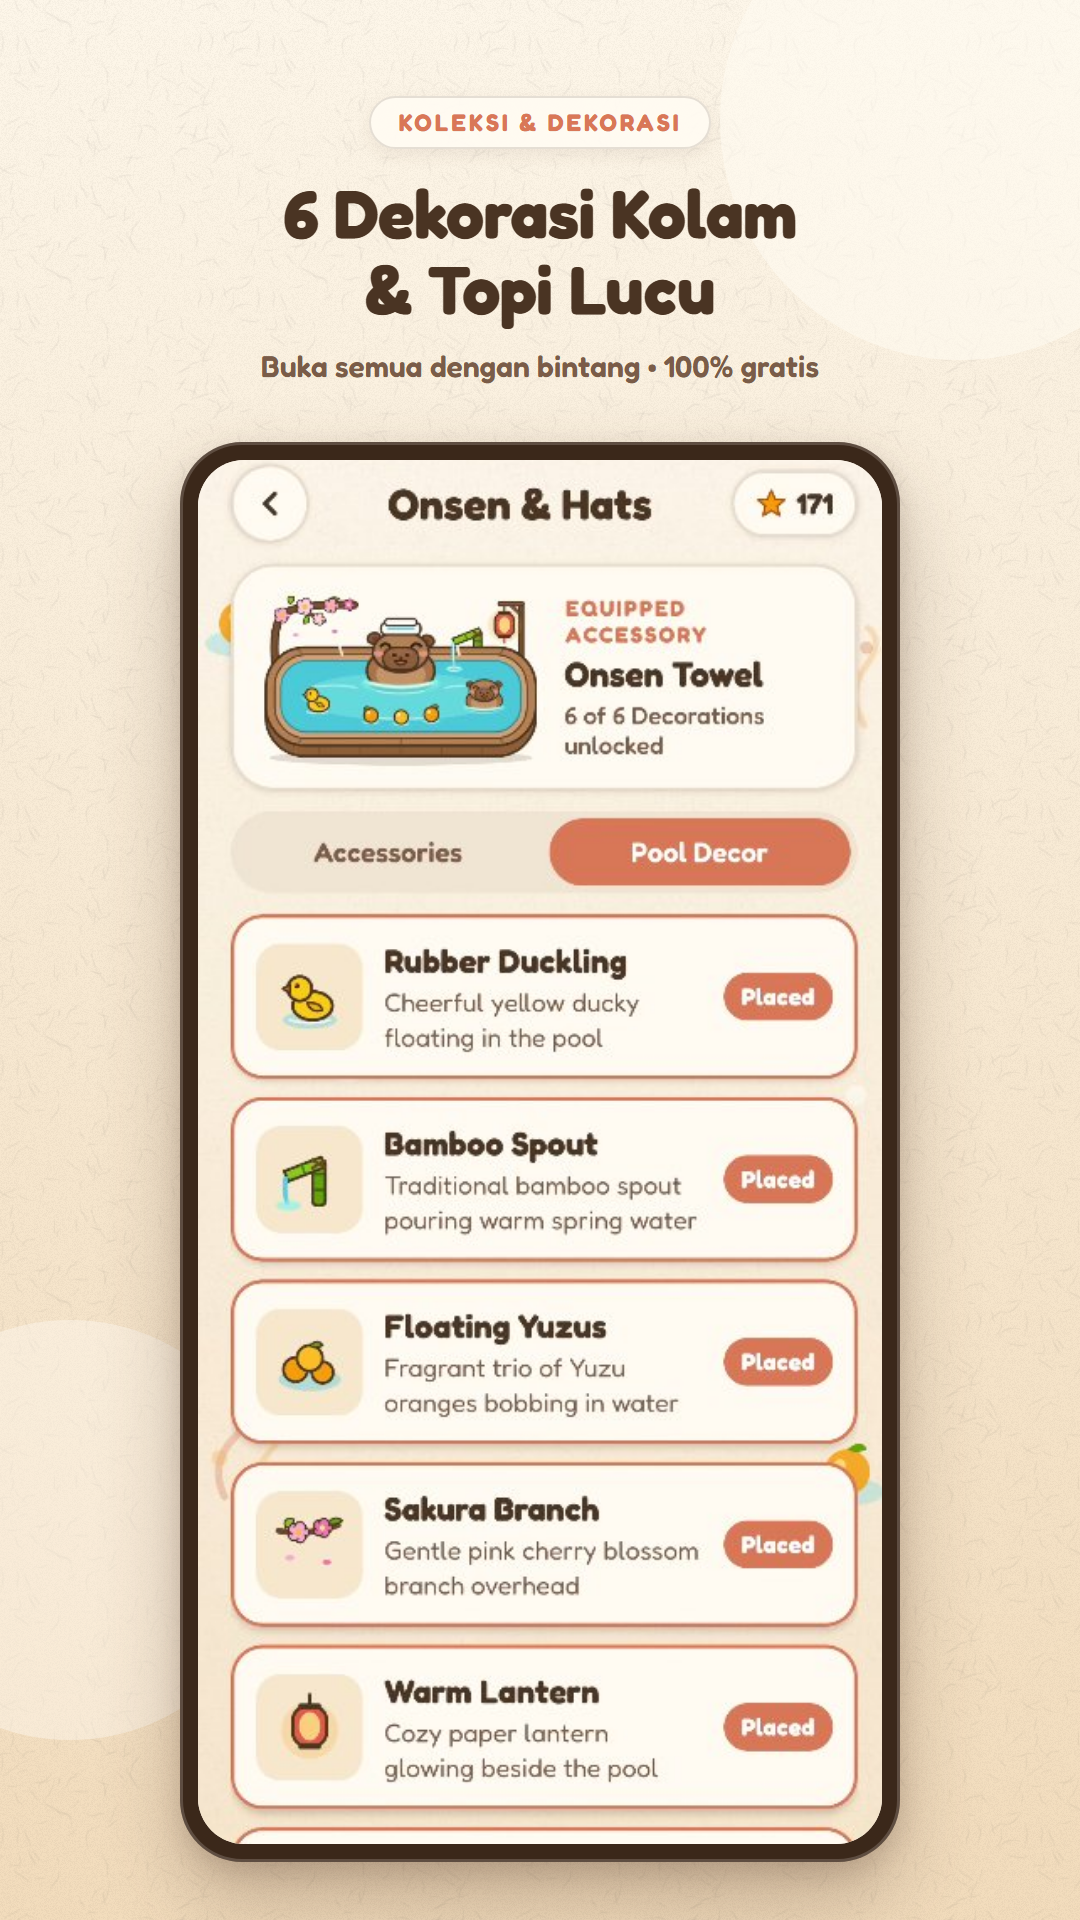 KOLEKSI & DEKORASI
6 Dekorasi Kolam
& Topi Lucu
Buka semua dengan bintang • 100% gratis
Onsen & Hats
171
EQUIPPED
ACCESSORY
Onsen Towel
6 of 6 Decorations
unlocked
Accessories
Pool Decor
Rubber Duckling
Cheerful yellow ducky
floating in the pool
Placed
Bamboo Spout
Traditional bamboo spout
pouring warm spring water
Placed
Floating Yuzus
Fragrant trio of Yuzu
oranges bobbing in water
Placed
Sakura Branch
Gentle pink cherry blossom
branch overhead
Placed
Warm Lantern
Cozy paper lantern
glowing beside the pool
Placed